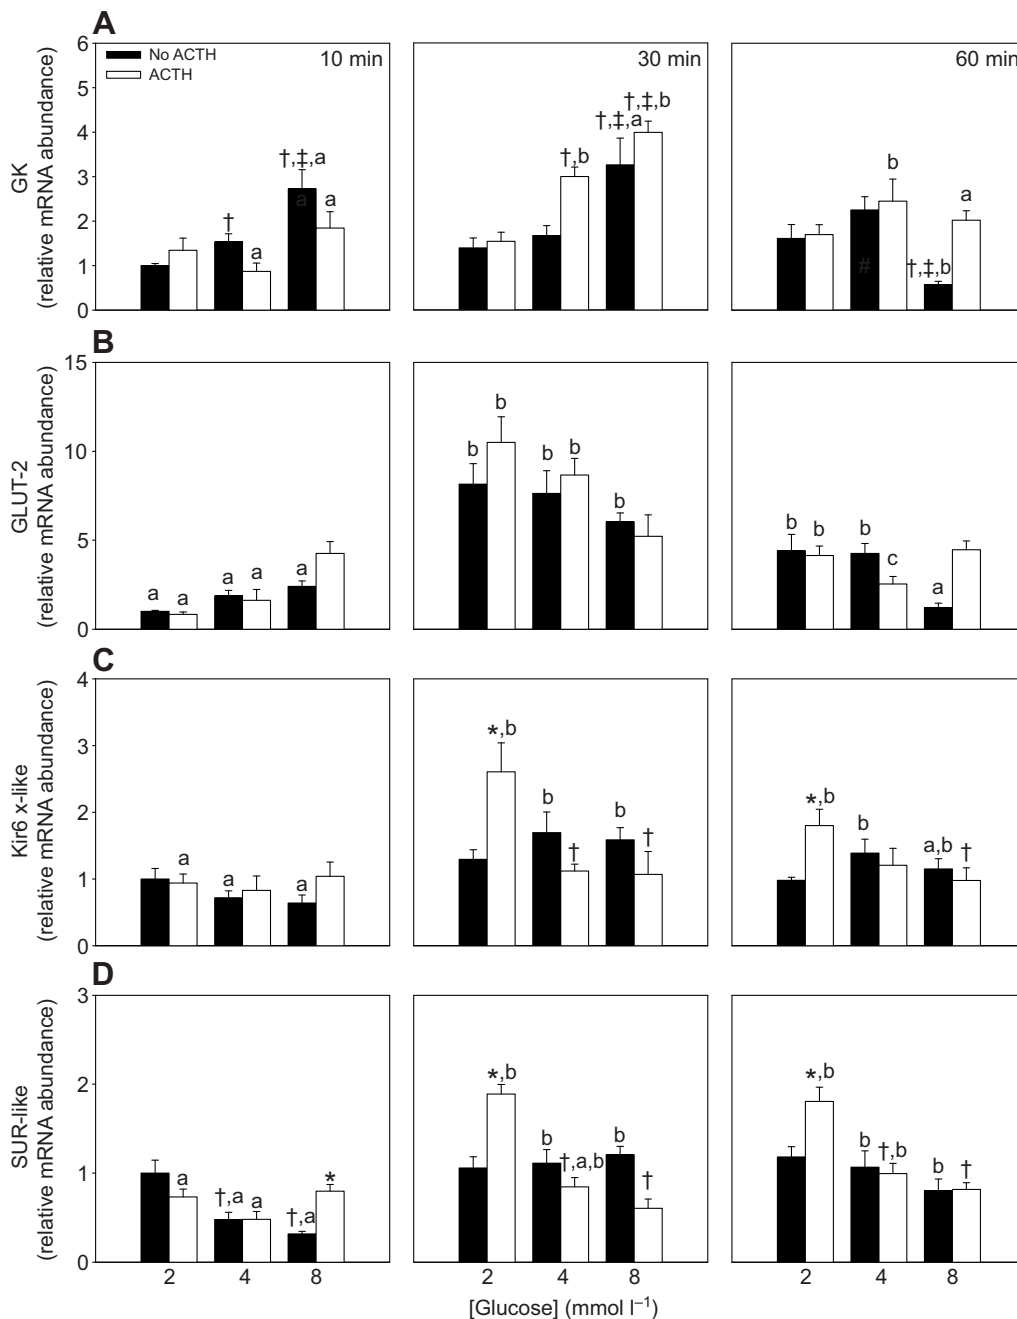 A
GK
(relative mRNA abundance)
6
5
4
3
2
1
0
No ACTH
ACTH
10 min
30 min
60 min
†
a
†,‡,a
a
a
†,b
†,‡,a
†,‡,b
#
b
†,‡,b
a
B
GLUT-2
(relative mRNA abundance)
15
10
5
0
a
a
a
a
a
b
b
b
b
b
b
b
b
c
a
C
Kir6 x-like
(relative mRNA abundance)
4
3
2
1
0
a
a
a
*,b
b
†
b
†
*,b
b
a,b
†
D
SUR-like
(relative mRNA abundance)
3
2
1
0
a
†,a
a
†,a
*
*,b
b
†,a,b
b
†
*,b
b
†,b
b
†
2 4 8
2 4 8
2 4 8
[Glucose] (mmol l–1)